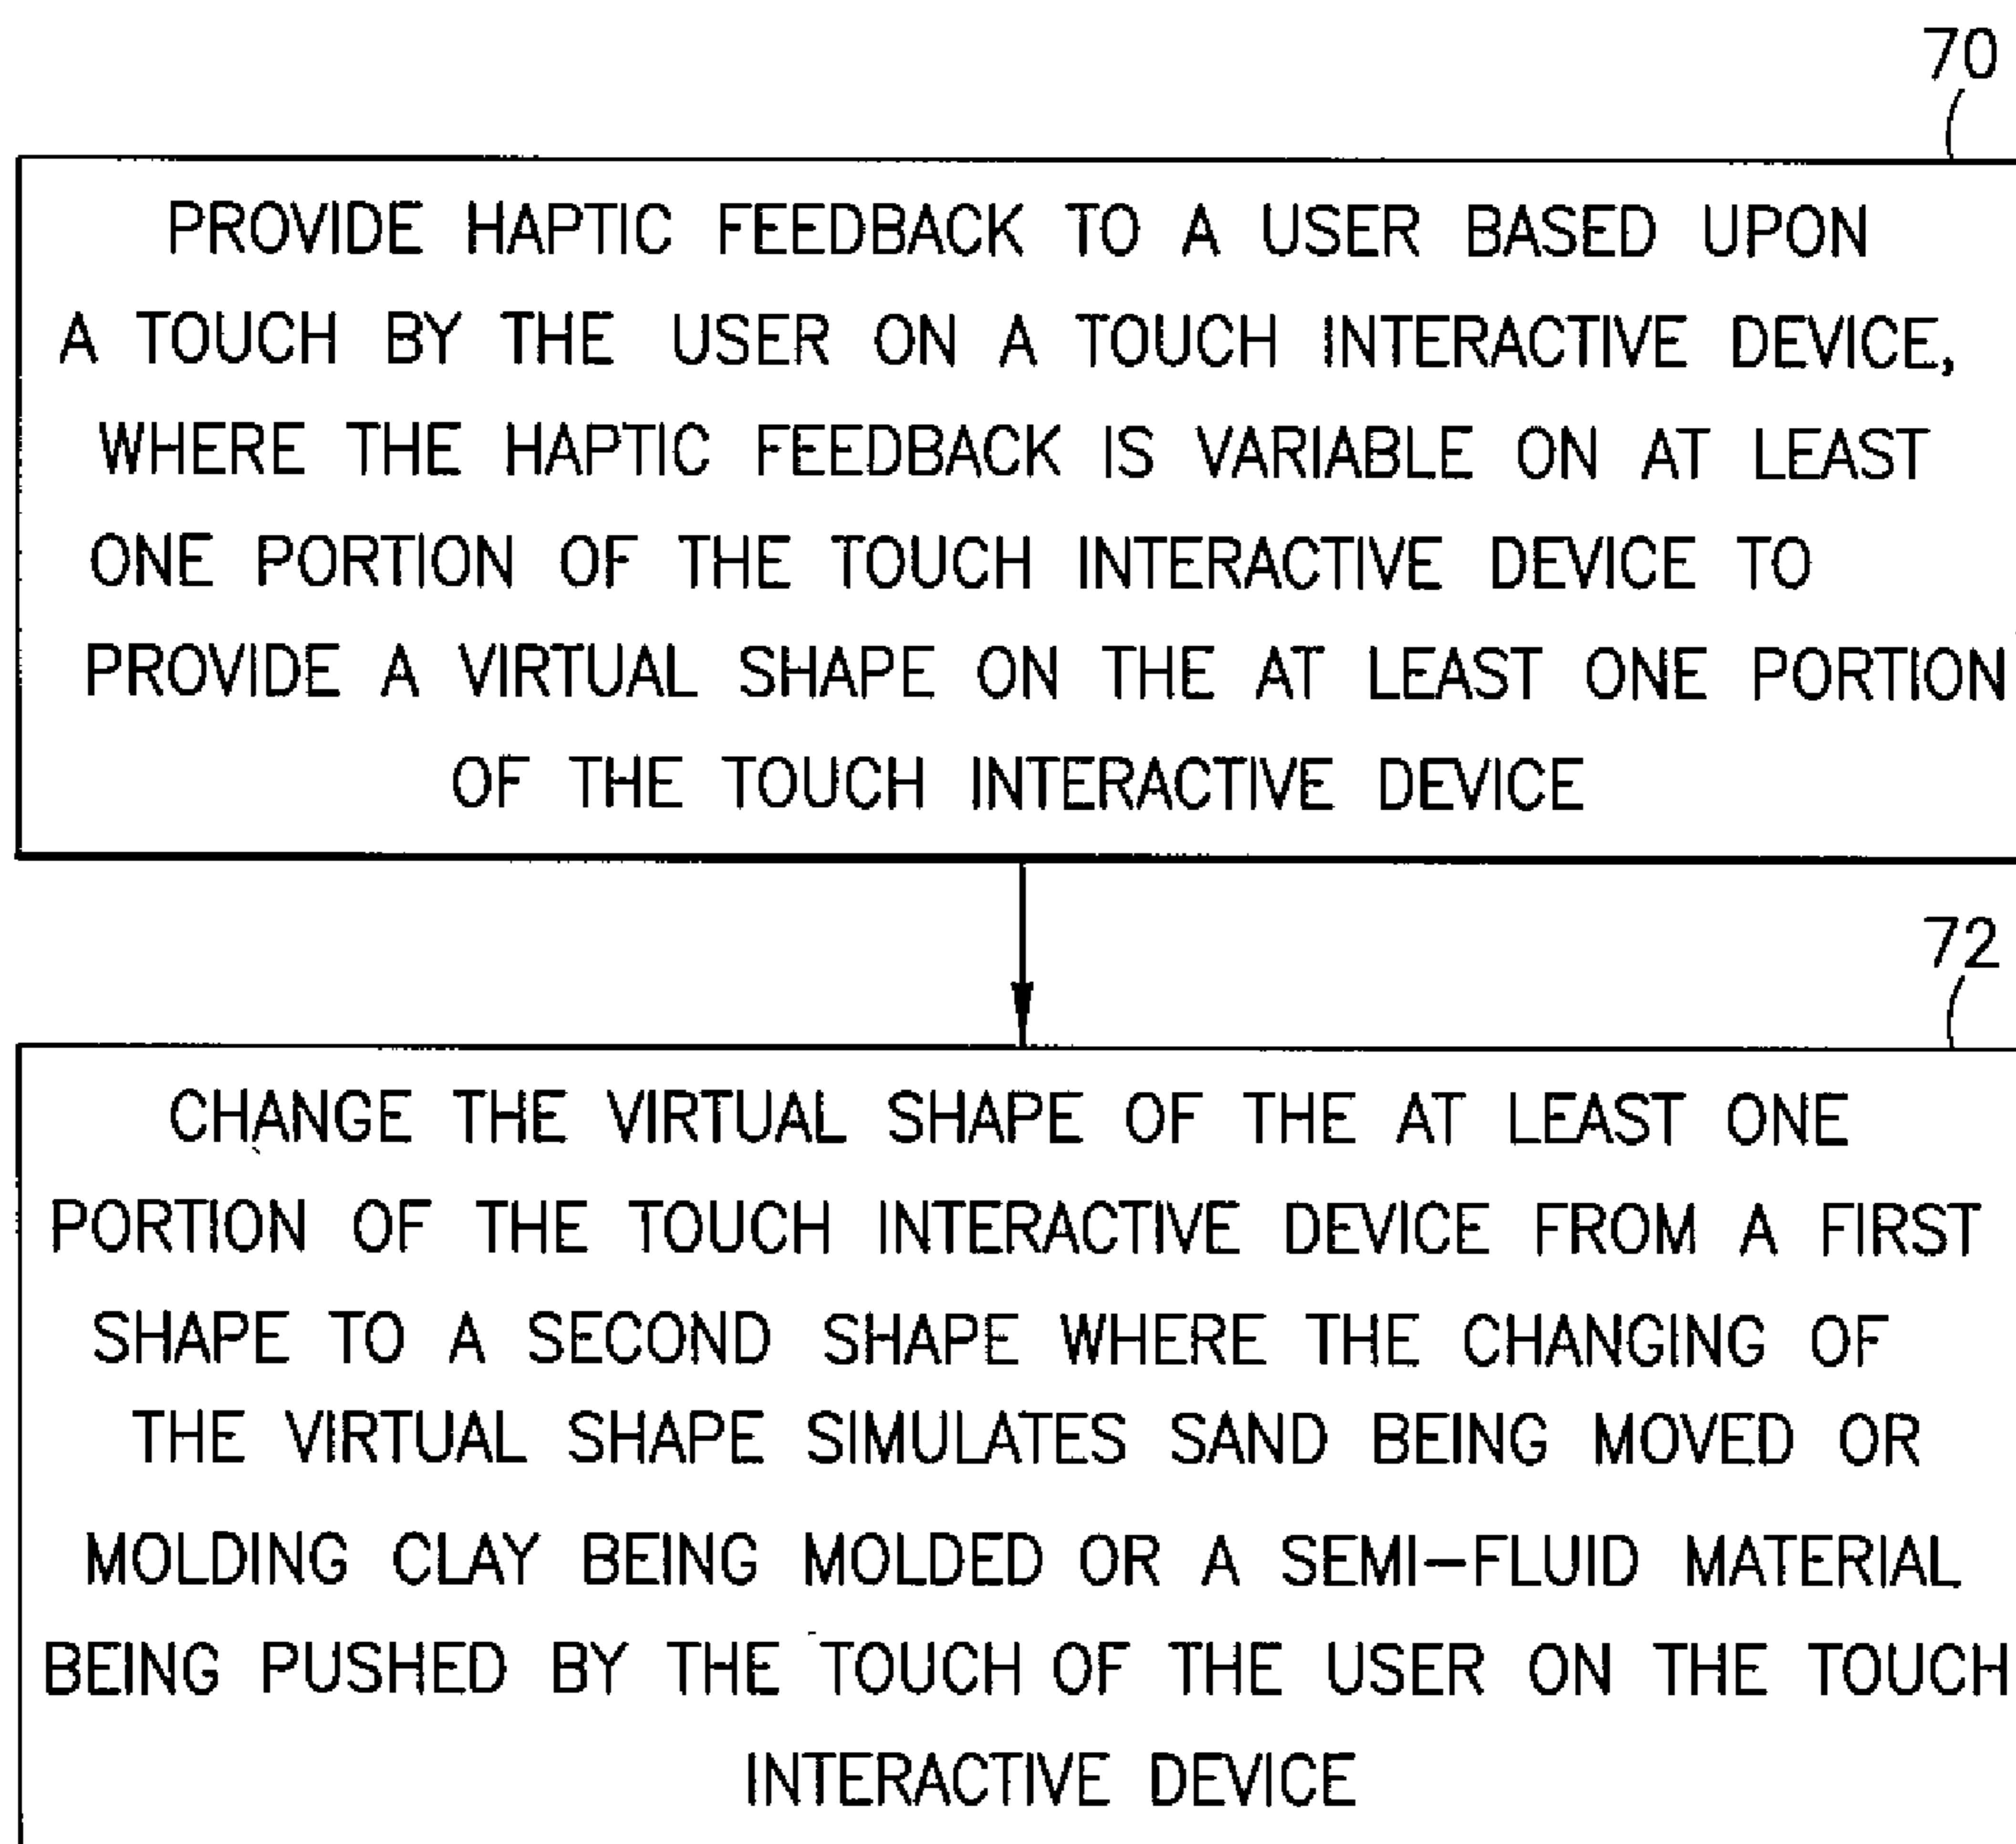 70
PROVIDE HAPTIC FEEDBACK TO A USER BASED UPON
A TOUCH BY THE USER ON A TOUCH INTERACTIVE DEVICE,
WHERE THE HAPTIC FEEDBACK IS VARIABLE ON AT LEAST
ONE PORTION OF THE TOUCH INTERACTIVE DEVICE TO
PROVIDE A VIRTUAL SHAPE ON THE AT LEAST ONE PORTION
OF THE TOUCH INTERACTIVE DEVICE
72
CHANGE THE VIRTUAL SHAPE OF THE AT LEAST ONE
PORTION OF THE TOUCH INTERACTIVE DEVICE FROM A FIRST
SHAPE TO A SECOND SHAPE WHERE THE CHANGING OF
THE VIRTUAL SHAPE SIMULATES SAND BEING MOVED OR
MOLDING CLAY BEING MOLDED OR A SEMI-FLUID MATERIAL
BEING PUSHED BY THE TOUCH OF THE USER ON THE TOUCH
INTERACTIVE DEVICE